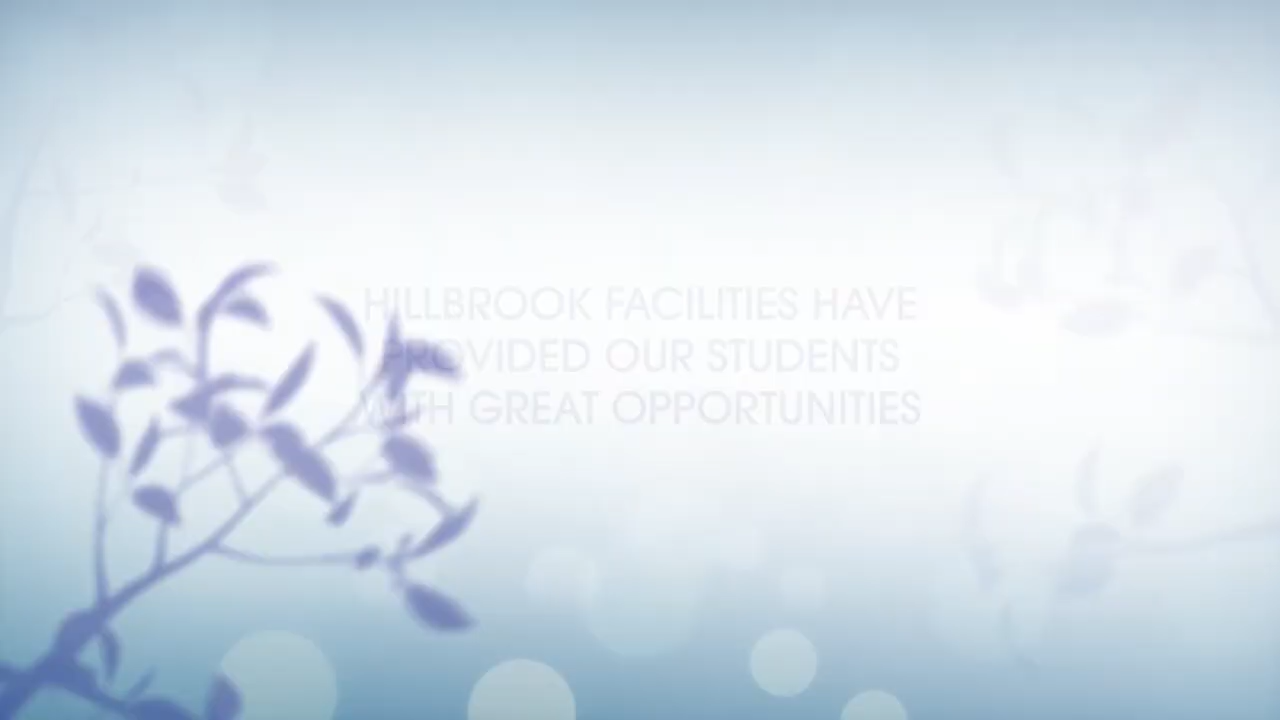 HILLBROOK FACILITIES HAVE
PROVIDED OUR STUDENTS
WITH GREAT OPPORTUNITIES